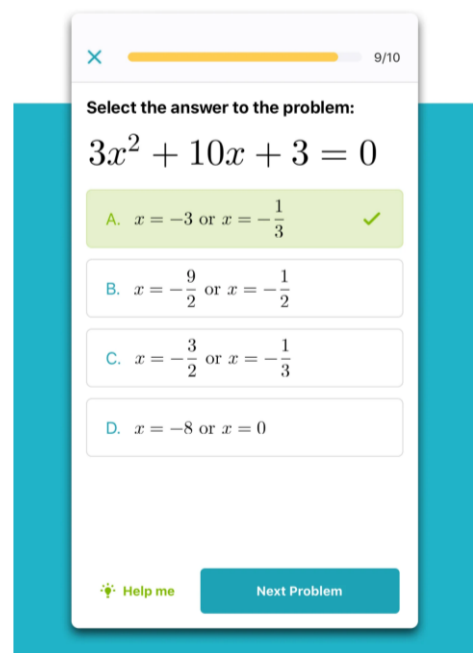 9/10
Select the answer to the problem:
3x² + 10x + 3 = 0
A. x = −3 or x = −1/3
B. x = −9/2 or x = −1/2
C. x = −3/2 or x = −1/3
D. x = −8 or x = 0
Help me
Next Problem